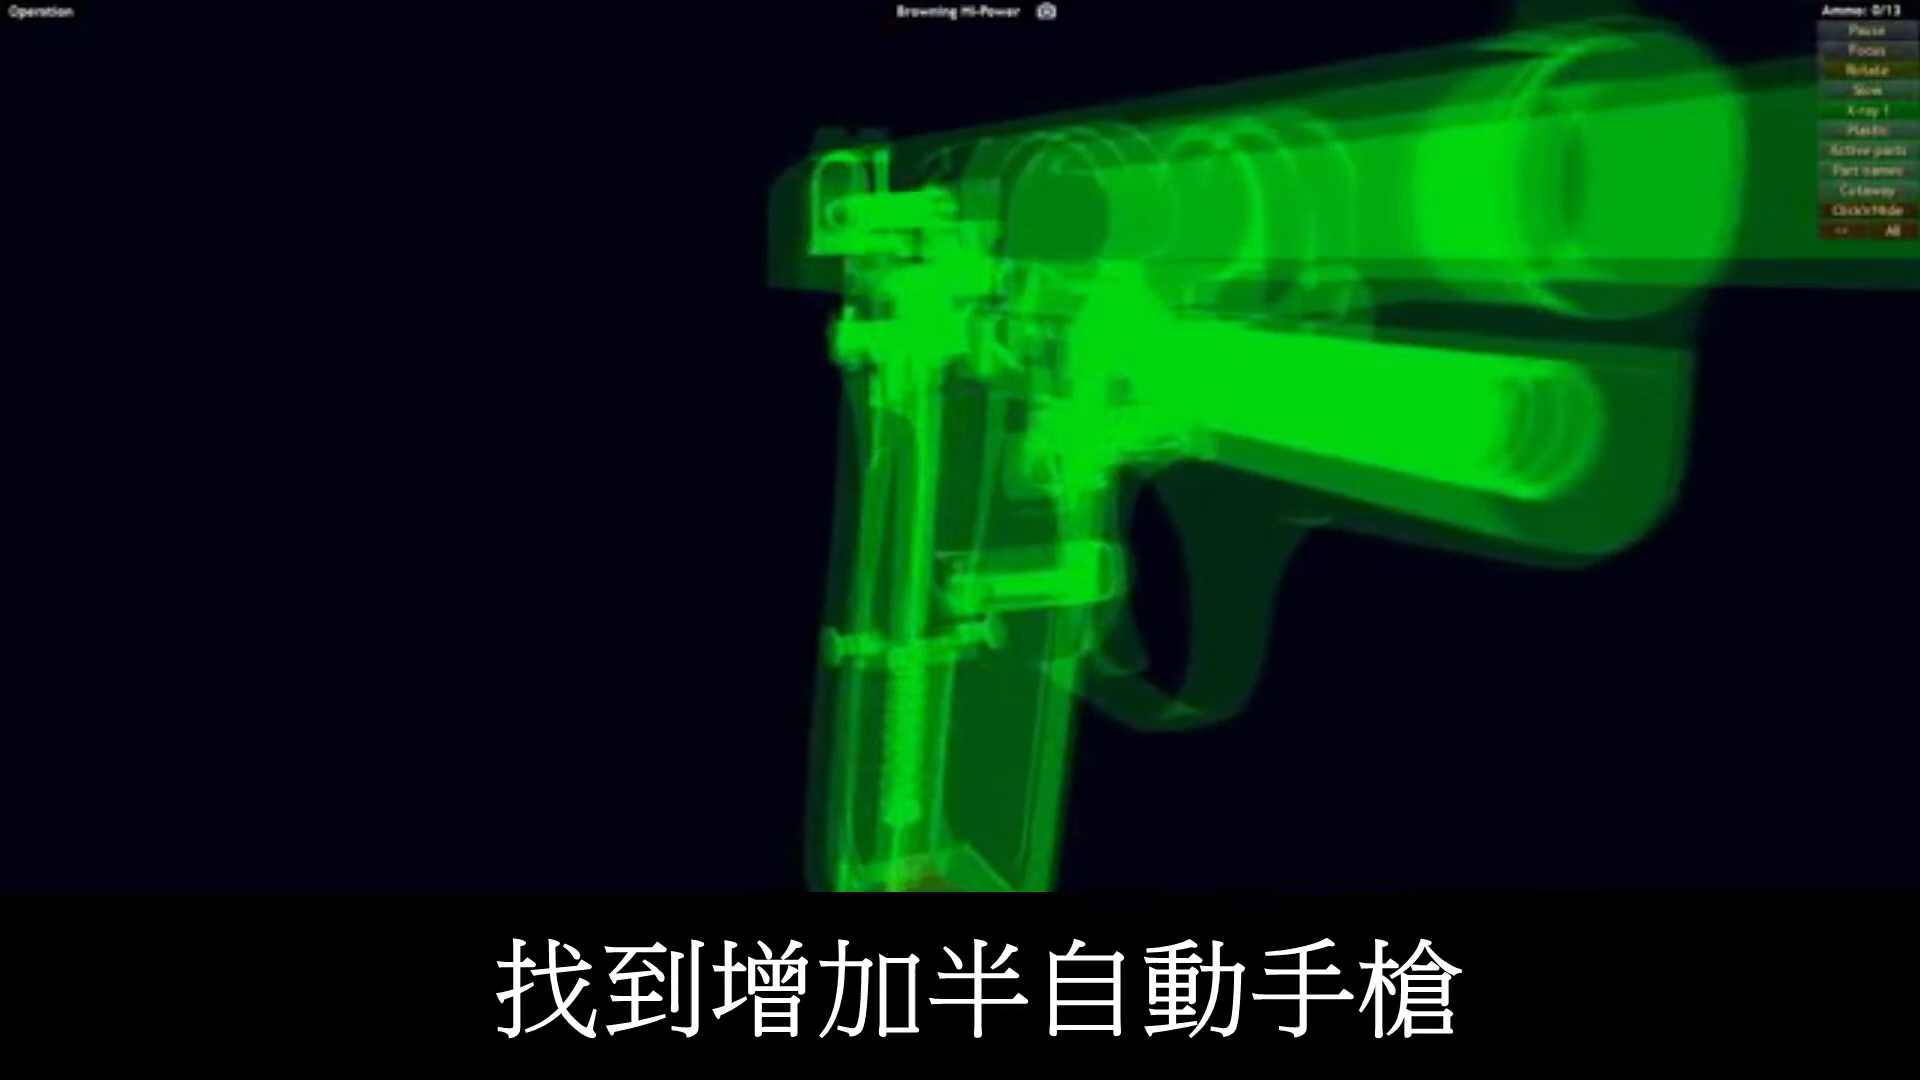 Operation
Browning Hi-Power
Ammo: 0/13
Pause
Focus
Rotate
Slow
X-ray 1
Plastic
Active parts
Part names
Cutaway
Click'n'Hide
<< All
找到增加半自動手槍